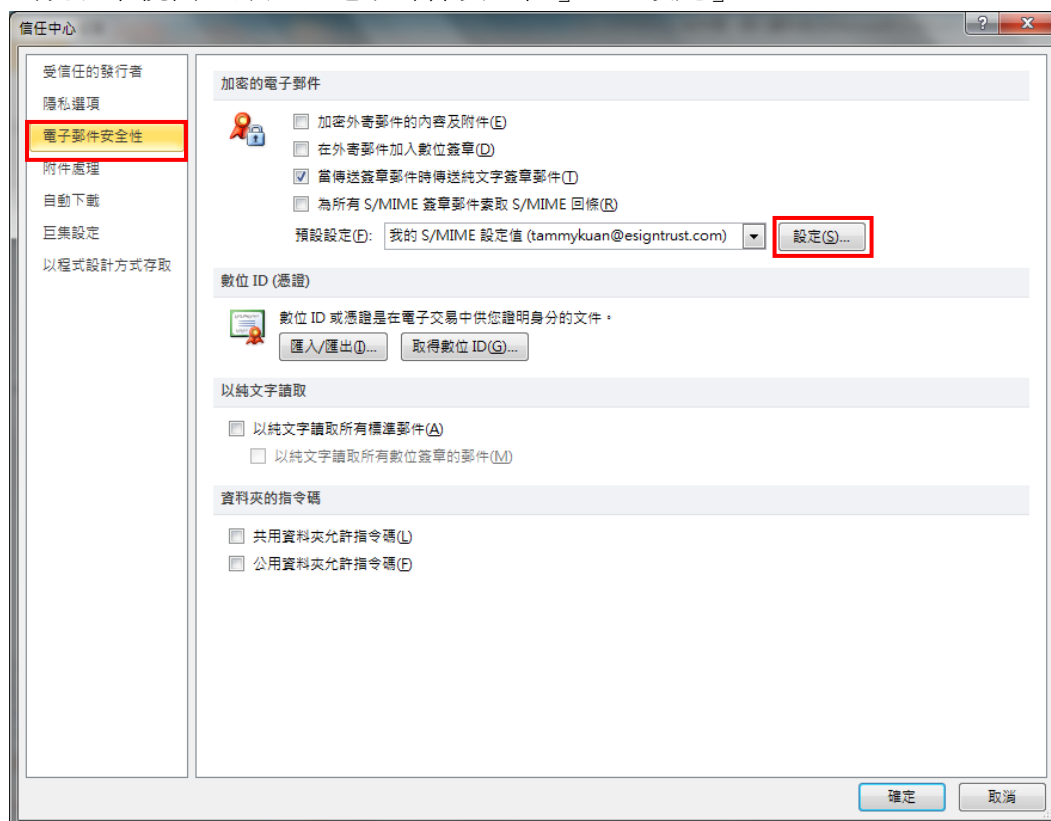 信任中心
受信任的發行者
隱私選項
電子郵件安全性
附件處理
自動下載
巨集設定
以程式設計方式存取
加密的電子郵件
加密外寄郵件的內容及附件(E)
在外寄郵件加入數位簽章(D)
當傳送簽章郵件時傳送純文字簽章郵件(T)
為所有 S/MIME 簽章郵件索取 S/MIME 回條(R)
預設設定(F): 我的 S/MIME 設定值 (tammykuan@esigntrust.com) 設定(S)...
數位 ID (憑證)
數位 ID 或憑證是在電子交易中供您證明身分的文件。
匯入/匯出(I)... 取得數位 ID(G)...
以純文字讀取
以純文字讀取所有標準郵件(A)
以純文字讀取所有數位簽章的郵件(M)
資料夾的指令碼
共用資料夾允許指令碼(L)
公用資料夾允許指令碼(F)
確定 取消